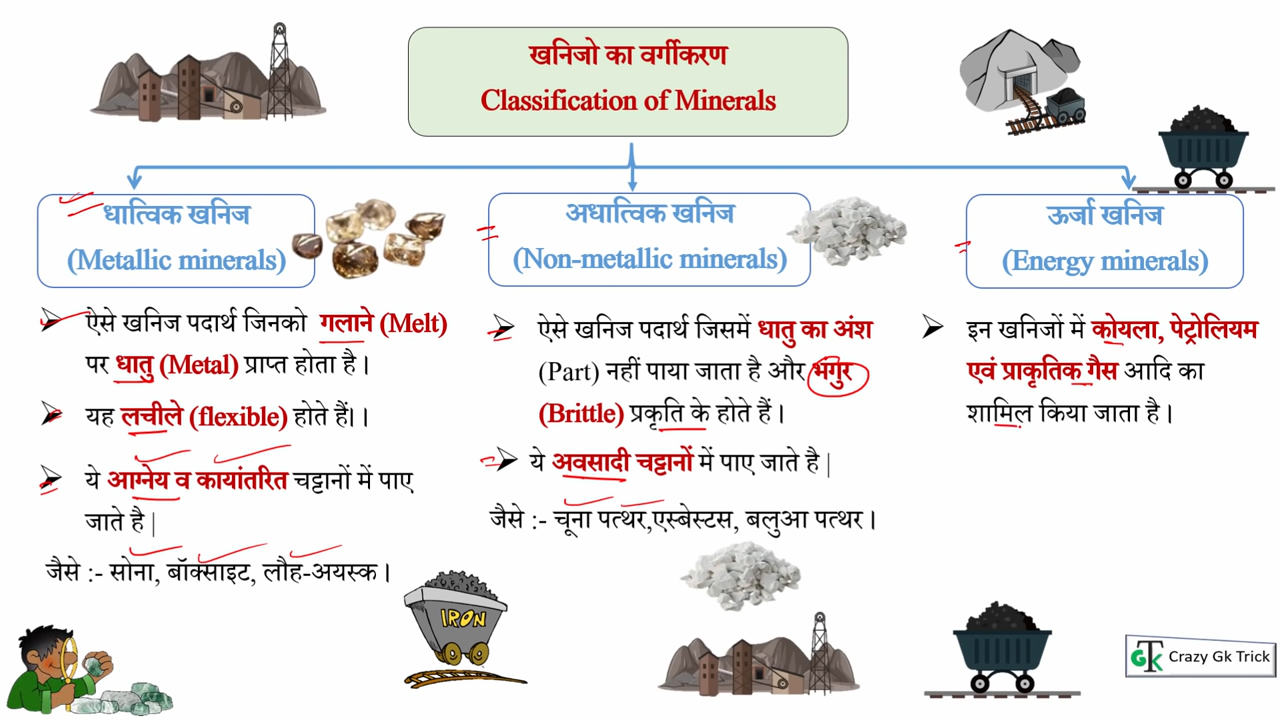 खनिजो का वर्गीकरण
Classification of Minerals
धात्विक खनिज
(Metallic minerals)
ऐसे खनिज पदार्थ जिनको गलाने (Melt)
पर धातु (Metal) प्राप्त होता है।
यह लचीले (flexible) होते हैं।।
ये आग्नेय व कायांतरित चट्टानों में पाए
जाते है|
जैसे :- सोना, बॉक्साइट, लौह-अयस्क।
अधात्विक खनिज
(Non-metallic minerals)
ऐसे खनिज पदार्थ जिसमें धातु का अंश
(Part) नहीं पाया जाता है और भंगुर
(Brittle) प्रकृति के होते हैं।
ये अवसादी चट्टानों में पाए जाते है|
जैसे :- चूना पत्थर,एस्बेस्टस, बलुआ पत्थर।
ऊर्जा खनिज
(Energy minerals)
इन खनिजों में कोयला, पेट्रोलियम
एवं प्राकृतिक गैस आदि का
शामिल किया जाता है।
IRON
GTK Crazy Gk Trick